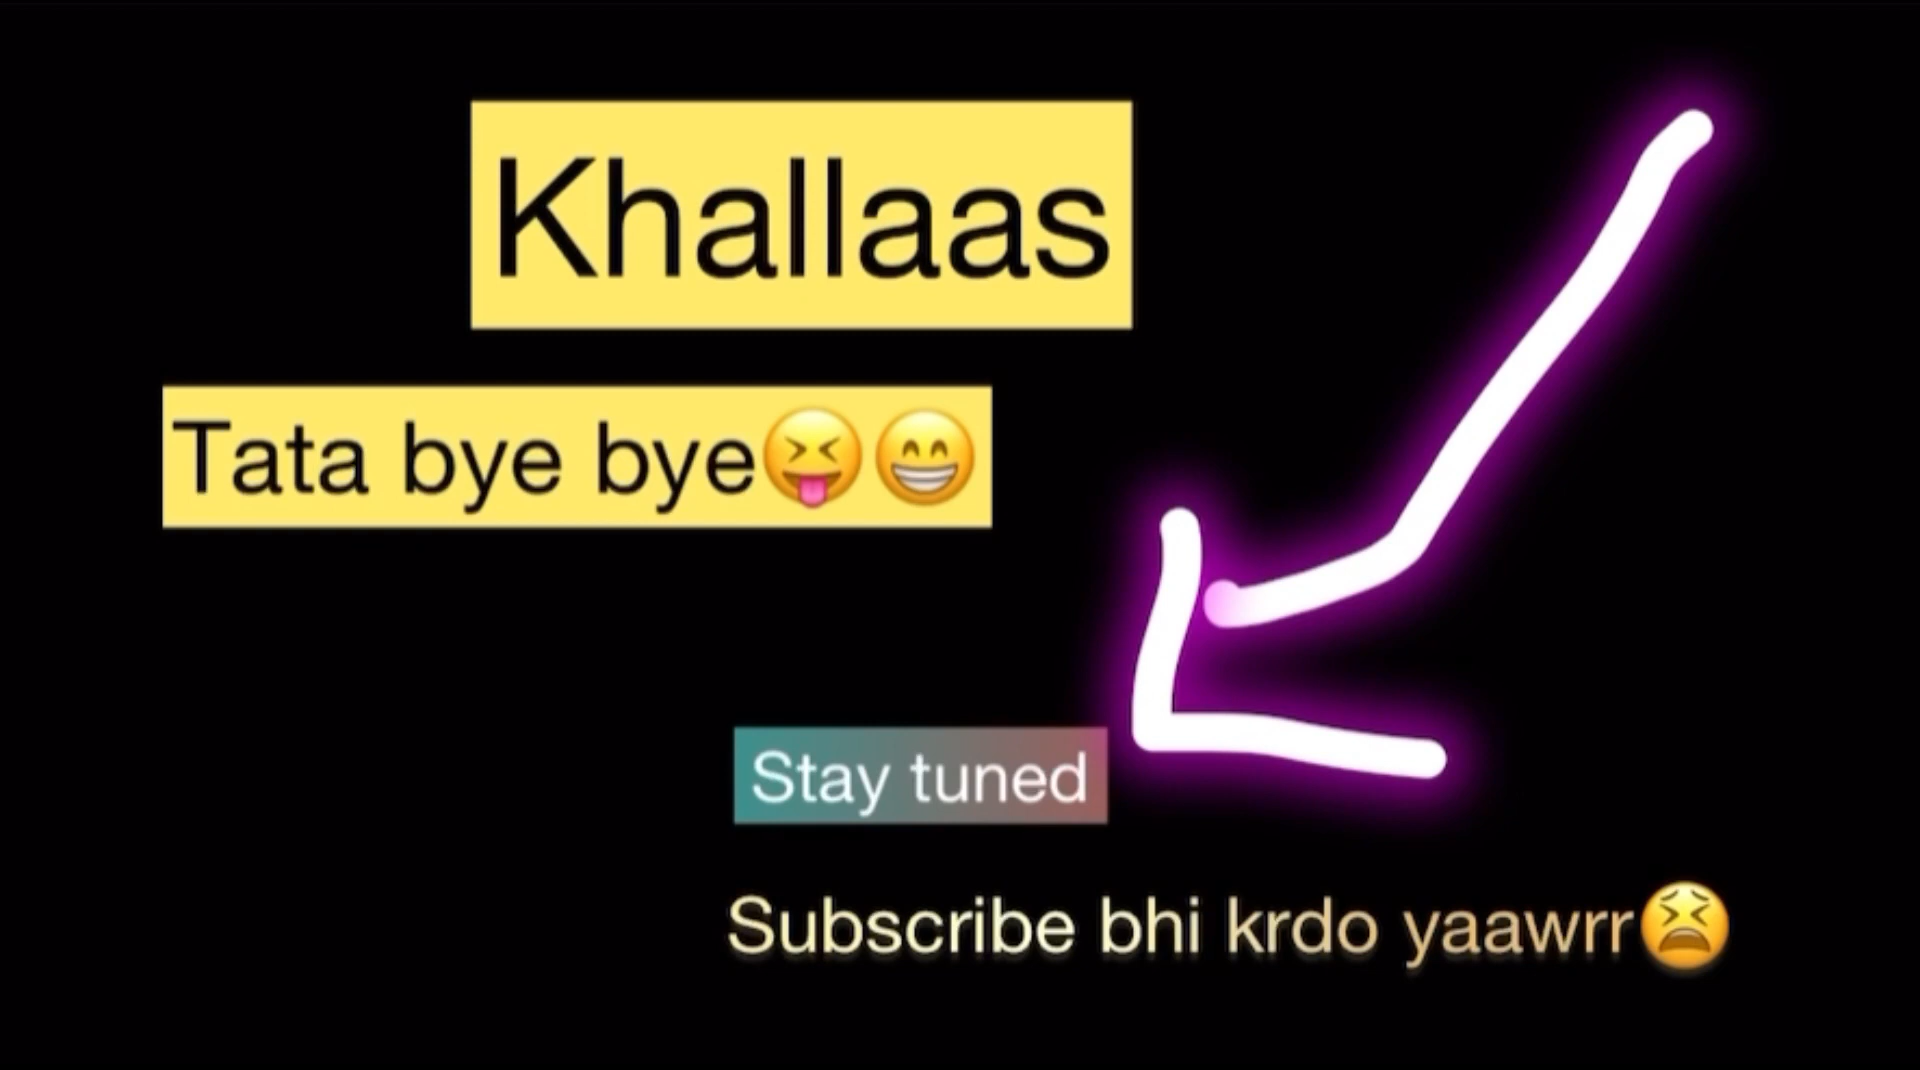 Khallaas
Tata bye bye😝😁
Stay tuned
Subscribe bhi krdo yaawrr😫